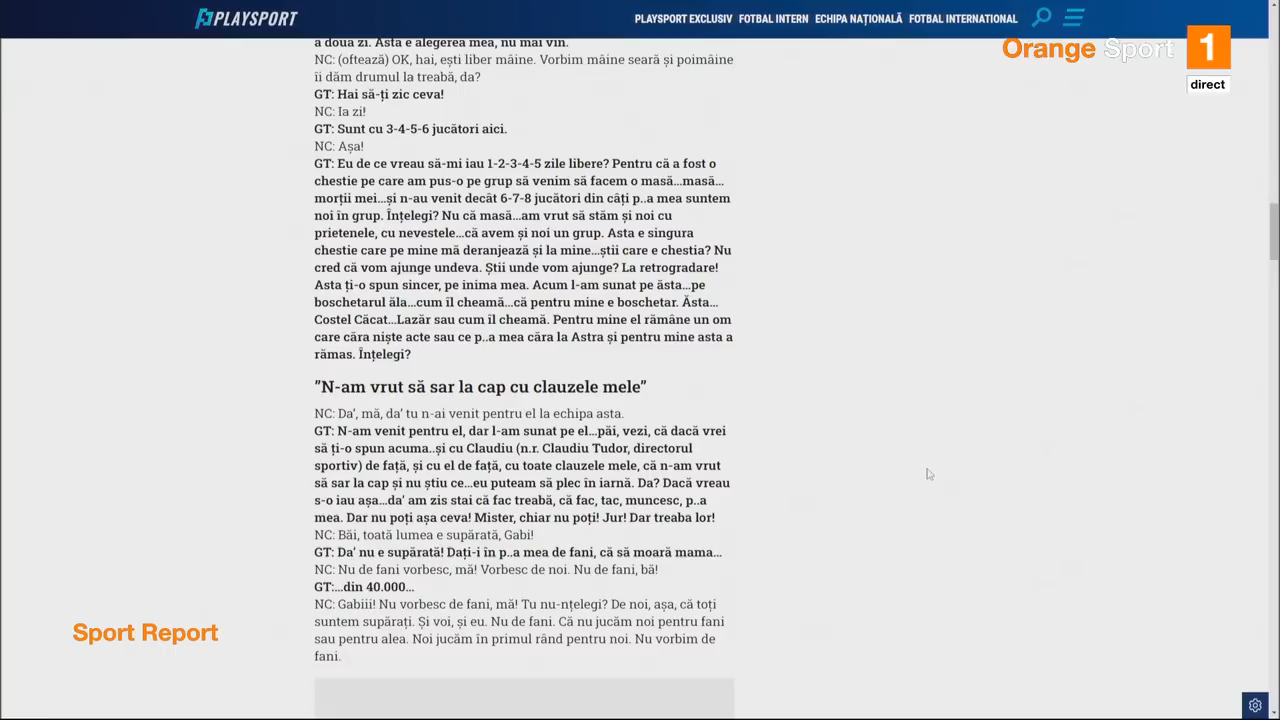 PLAYSPORT
PLAYSPORT EXCLUSIV FOTBAL INTERN ECHIPA NAȚIONALĂ FOTBAL INTERNATIONAL
Orange Sport 1
direct
a doua zi. Asta e alegerea mea, nu mai vin.
NC: (oftează) OK, hai, ești liber mâine. Vorbim mâine seară și poimâine
îi dăm drumul la treabă, da?
GT: Hai să-ți zic ceva!
NC: Ia zi!
GT: Sunt cu 3-4-5-6 jucători aici.
NC: Așa!
GT: Eu de ce vreau să-mi iau 1-2-3-4-5 zile libere? Pentru că a fost o
chestie pe care am pus-o pe grup să venim să facem o masă...masă...
morții mei...și n-au venit decât 6-7-8 jucători din câți p..a mea suntem
noi în grup. Înțelegi? Nu că masă...am vrut să stăm și noi cu
prietenele, cu nevestele...că avem și noi un grup. Asta e singura
chestie care pe mine mă deranjează și la mine...știi care e chestia? Nu
cred că vom ajunge undeva. Știi unde vom ajunge? La retrogradare!
Asta ți-o spun sincer, pe inima mea. Acum l-am sunat pe ăsta...pe
boschetarul ăla...cum îl cheamă...că pentru mine e boschetar. Ăsta...
Costel Căcat...Lazăr sau cum îl cheamă. Pentru mine el rămâne un om
care căra niște acte sau ce p..a mea căra la Astra și pentru mine asta a
rămas. Înțelegi?
”N-am vrut să sar la cap cu clauzele mele”
NC: Da’, mă, da’ tu n-ai venit pentru el la echipa asta.
GT: N-am venit pentru el, dar l-am sunat pe el...păi, vezi, că dacă vrei
să ți-o spun acuma..și cu Claudiu (n.r. Claudiu Tudor, directorul
sportiv) de față, și cu el de față, cu toate clauzele mele, că n-am vrut
să sar la cap și nu știu ce...eu puteam să plec în iarnă. Da? Dacă vreau
s-o iau așa...da’ am zis stai că fac treabă, că fac, tac, muncesc, p..a
mea. Dar nu poți așa ceva! Mister, chiar nu poți! Jur! Dar treaba lor!
NC: Băi, toată lumea e supărată, Gabi!
GT: Da’ nu e supărată! Dați-i în p..a mea de fani, că să moară mama...
NC: Nu de fani vorbesc, mă! Vorbesc de noi. Nu de fani, bă!
GT:...din 40.000...
NC: Gabiii! Nu vorbesc de fani, mă! Tu nu-nțelegi? De noi, așa, că toți
suntem supărați. Și voi, și eu. Nu de fani. Că nu jucăm noi pentru fani
sau pentru alea. Noi jucăm în primul rând pentru noi. Nu vorbim de
fani.
Sport Report